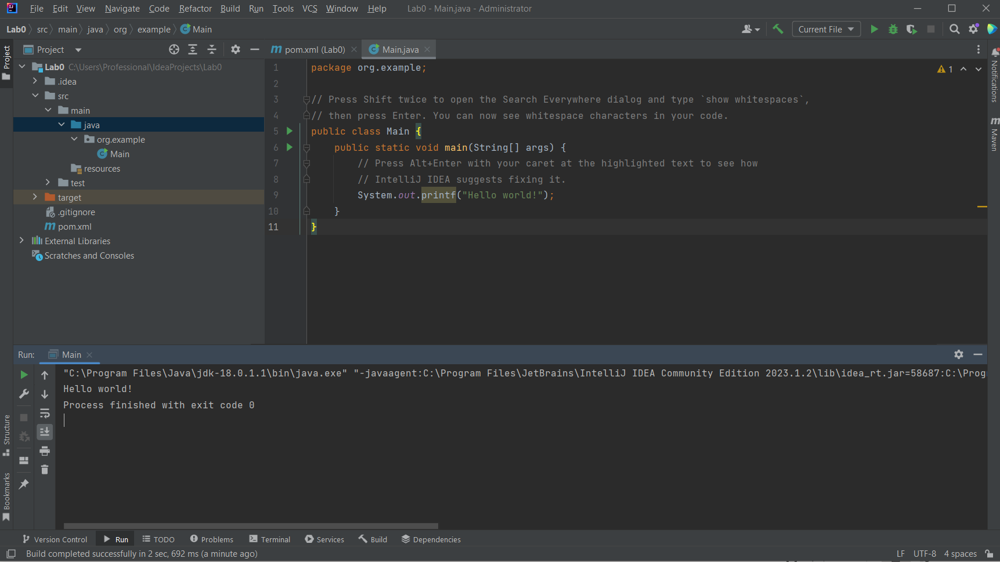 File Edit View Navigate Code Refactor Build Run Tools VCS Window Help Lab0 - Main.java - Administrator
Lab0 src main java org example Main Current File
Project pom.xml (Lab0) Main.java
Project
Lab0 C:\Users\Professional\IdeaProjects\Lab0
.idea
src
main
java
org.example
Main
resources
test
target
.gitignore
pom.xml
External Libraries
Scratches and Consoles
1 package org.example;
2
3 // Press Shift twice to open the Search Everywhere dialog and type `show whitespaces`,
4 // then press Enter. You can now see whitespace characters in your code.
5 public class Main {
6 public static void main(String[] args) {
7 // Press Alt+Enter with your caret at the highlighted text to see how
8 // IntelliJ IDEA suggests fixing it.
9 System.out.printf("Hello world!");
10 }
11 }
1
Notifications
Maven
Run: Main
"C:\Program Files\Java\jdk-18.0.1.1\bin\java.exe" "-javaagent:C:\Program Files\JetBrains\IntelliJ IDEA Community Edition 2023.1.2\lib\idea_rt.jar=58687:C:\Prog
Hello world!
Process finished with exit code 0
Structure
Bookmarks
Version Control Run TODO Problems Terminal Services Build Dependencies
Build completed successfully in 2 sec, 692 ms (a minute ago) LF UTF-8 4 spaces